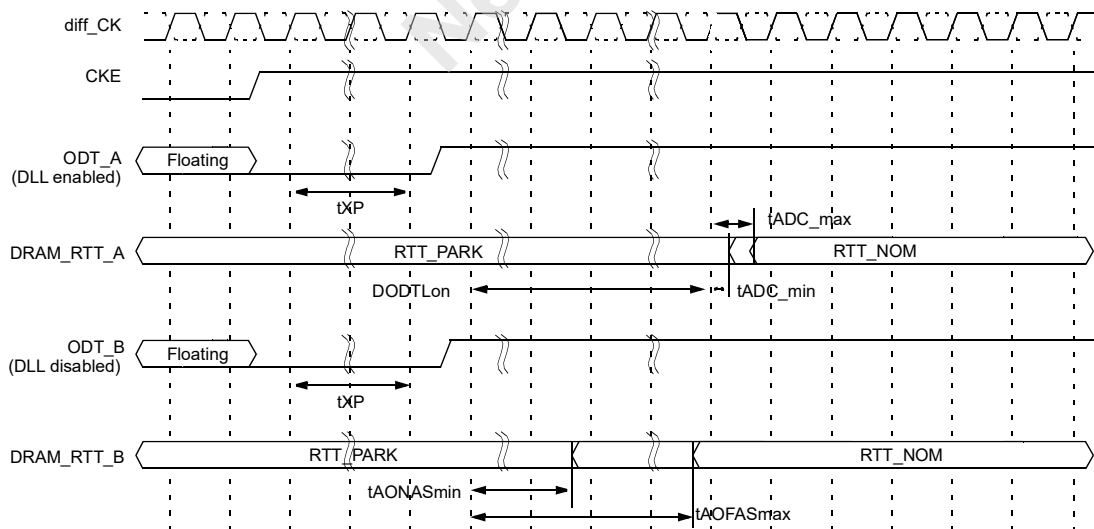 diff_CK
CKE
ODT_A
(DLL enabled)
Floating
tXP
tADC_max
DRAM_RTT_A
RTT_PARK
RTT_NOM
DODTLon
tADC_min
ODT_B
(DLL disabled)
Floating
tXP
DRAM_RTT_B
RTT_PARK
RTT_NOM
tAONASmin
tAOFASmax